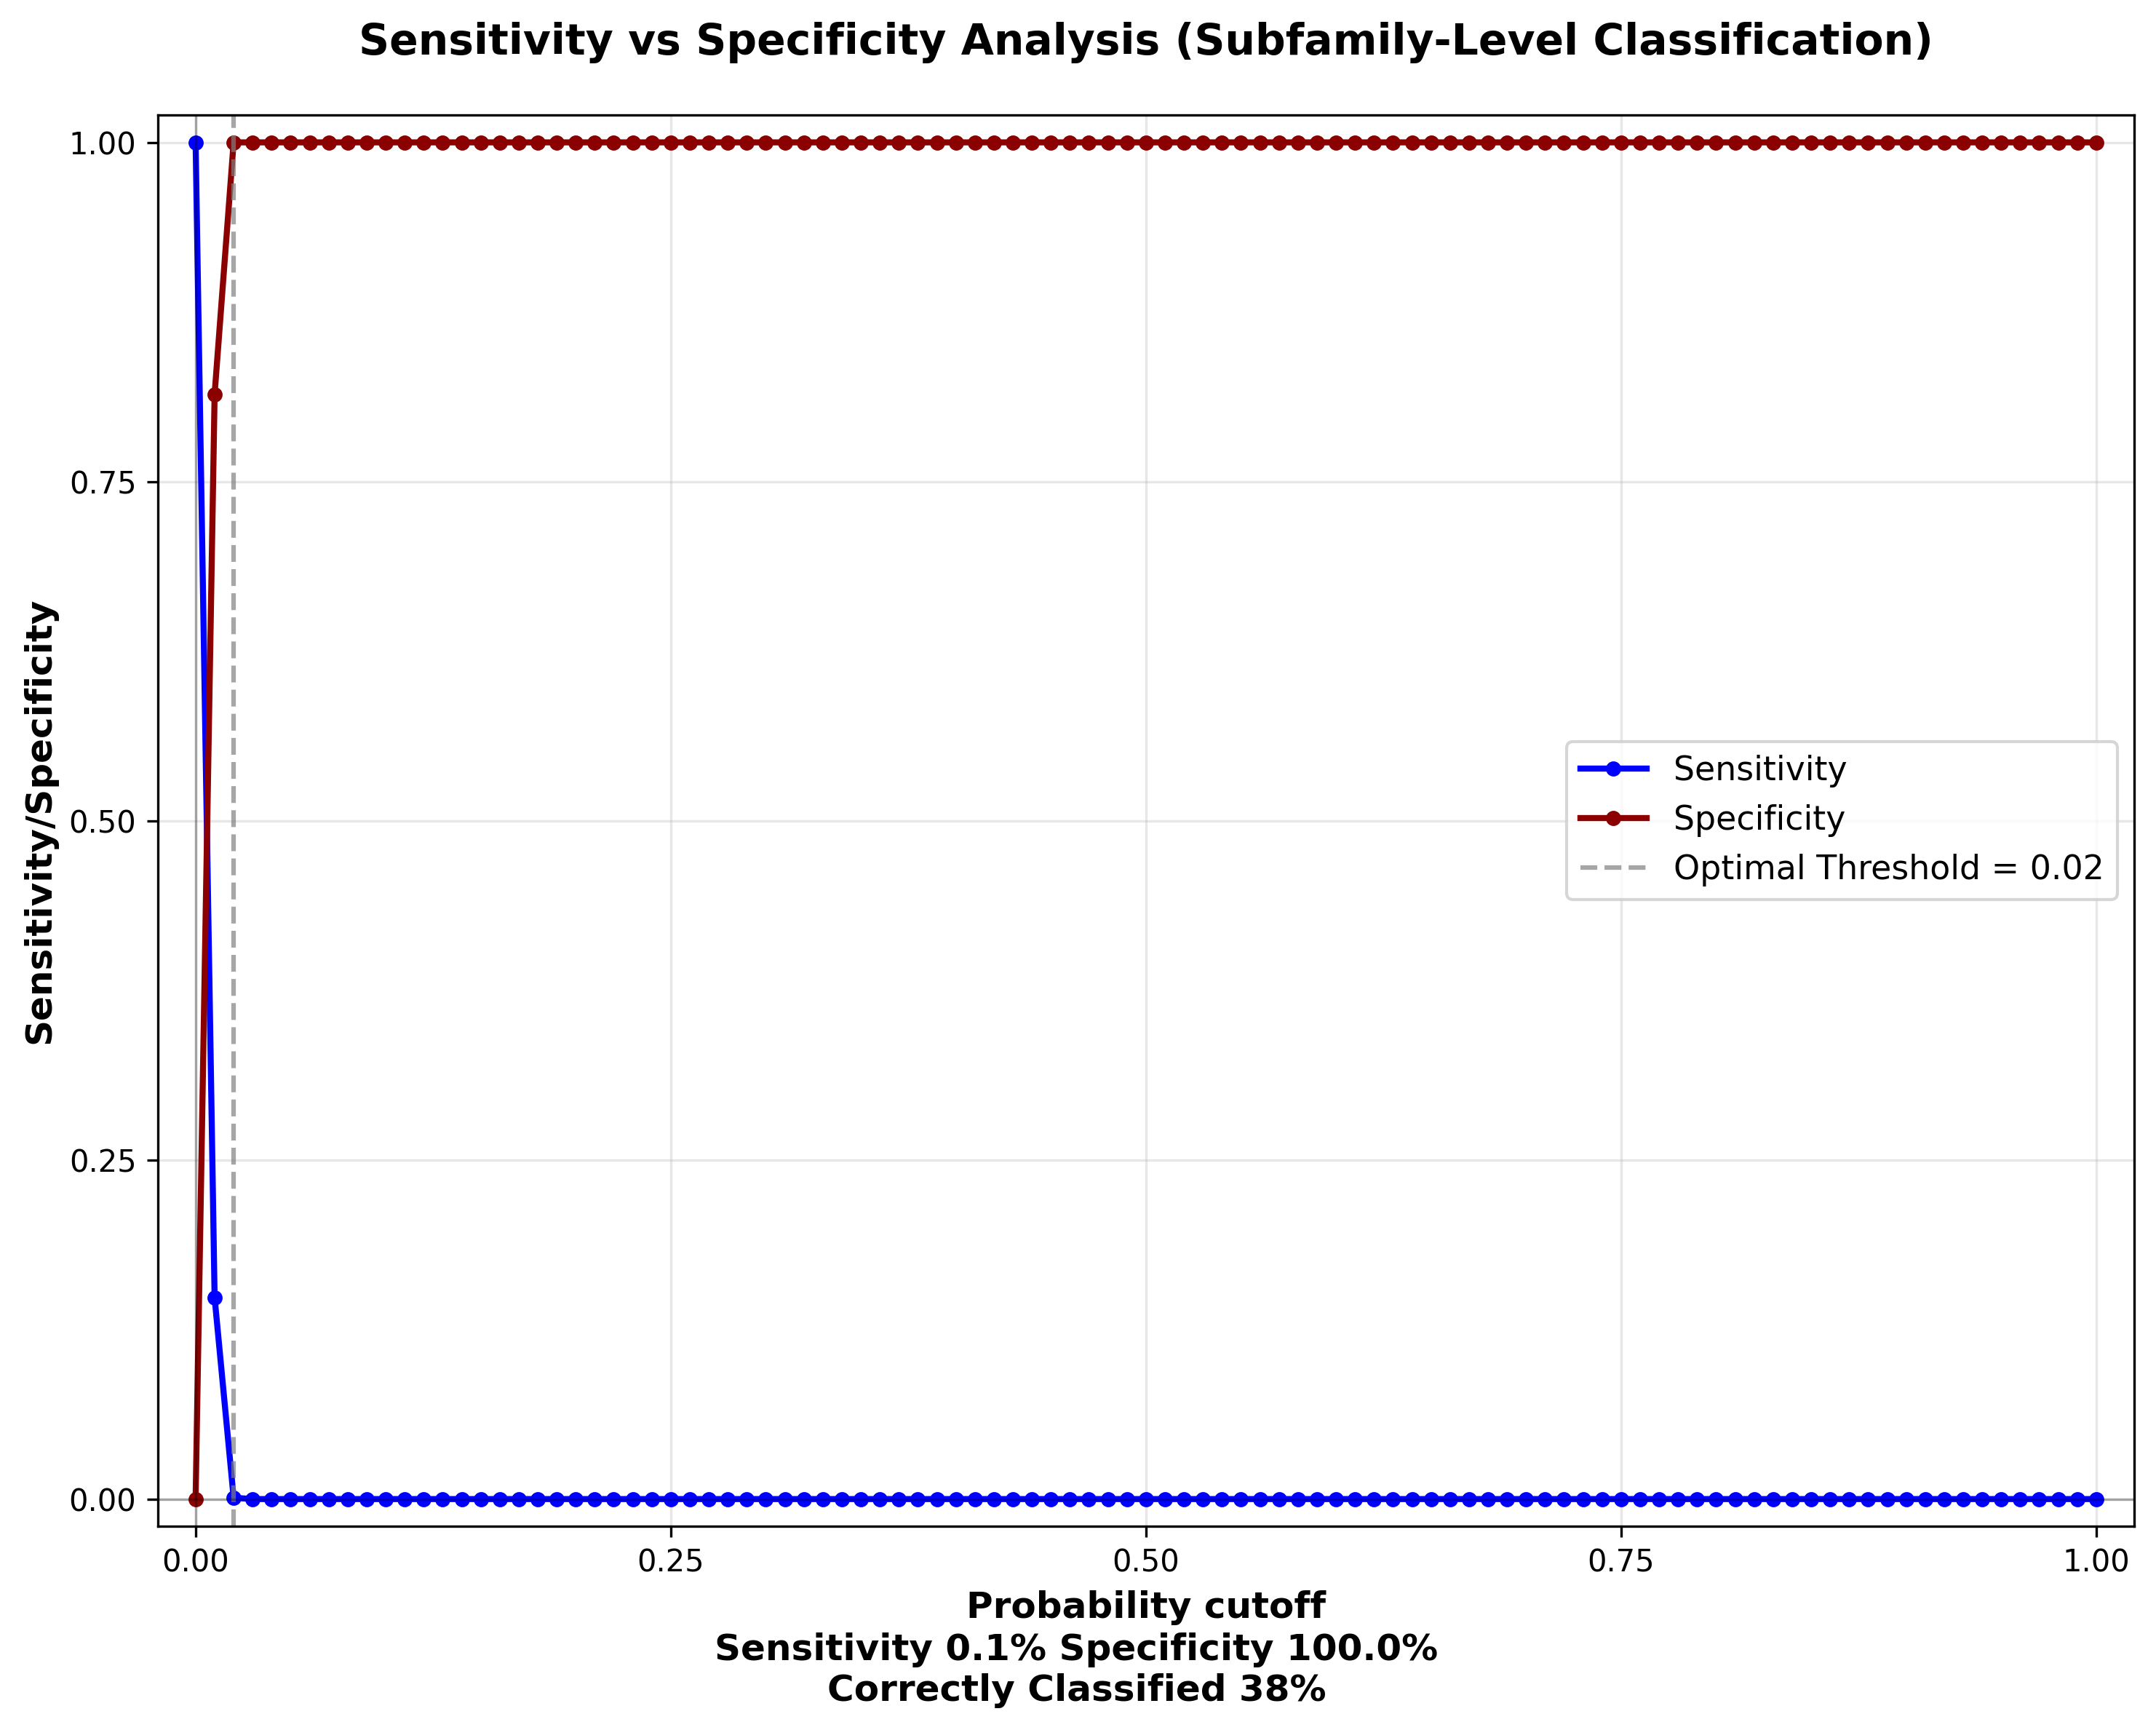 Sensitivity vs Specificity Analysis (Subfamily-Level Classification)
Sensitivity/Specificity
1.00
0.75
0.50
0.25
0.00
Sensitivity
Specificity
Optimal Threshold = 0.02
0.00 0.25 0.50 0.75 1.00
Probability cutoff
Sensitivity 0.1% Specificity 100.0%
Correctly Classified 38%